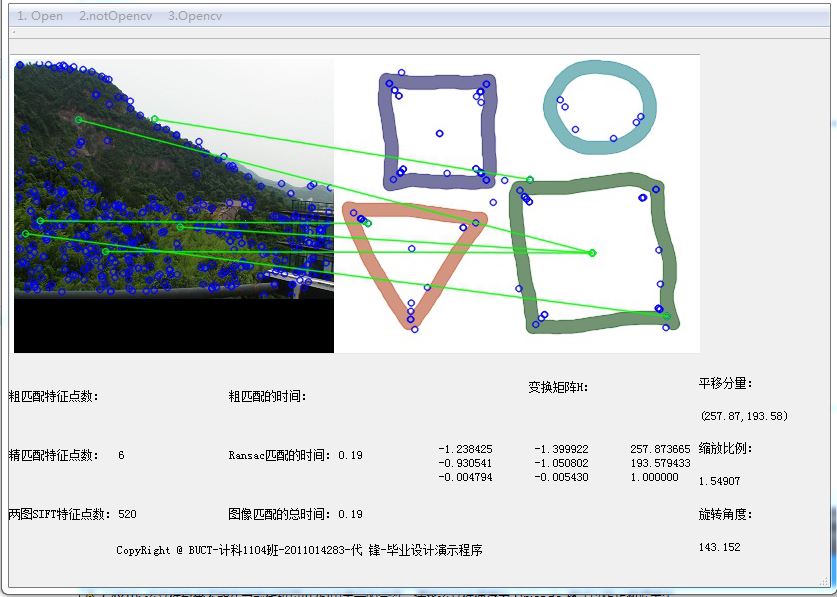 1. Open 2.notOpencv 3.Opencv
粗匹配特征点数:
粗匹配的时间:
变换矩阵H:
平移分量:
(257.87,193.58)
精匹配特征点数: 6
Ransac匹配的时间: 0.19
-1.238425 -1.399922 257.873665
-0.930541 -1.050802 193.579433
-0.004794 -0.005430 1.000000
缩放比例:
1.54907
两图SIFT特征点数: 520
图像匹配的总时间: 0.19
旋转角度:
143.152
CopyRight @ BUCT-计科1104班-2011014283-代 锋-毕业设计演示程序